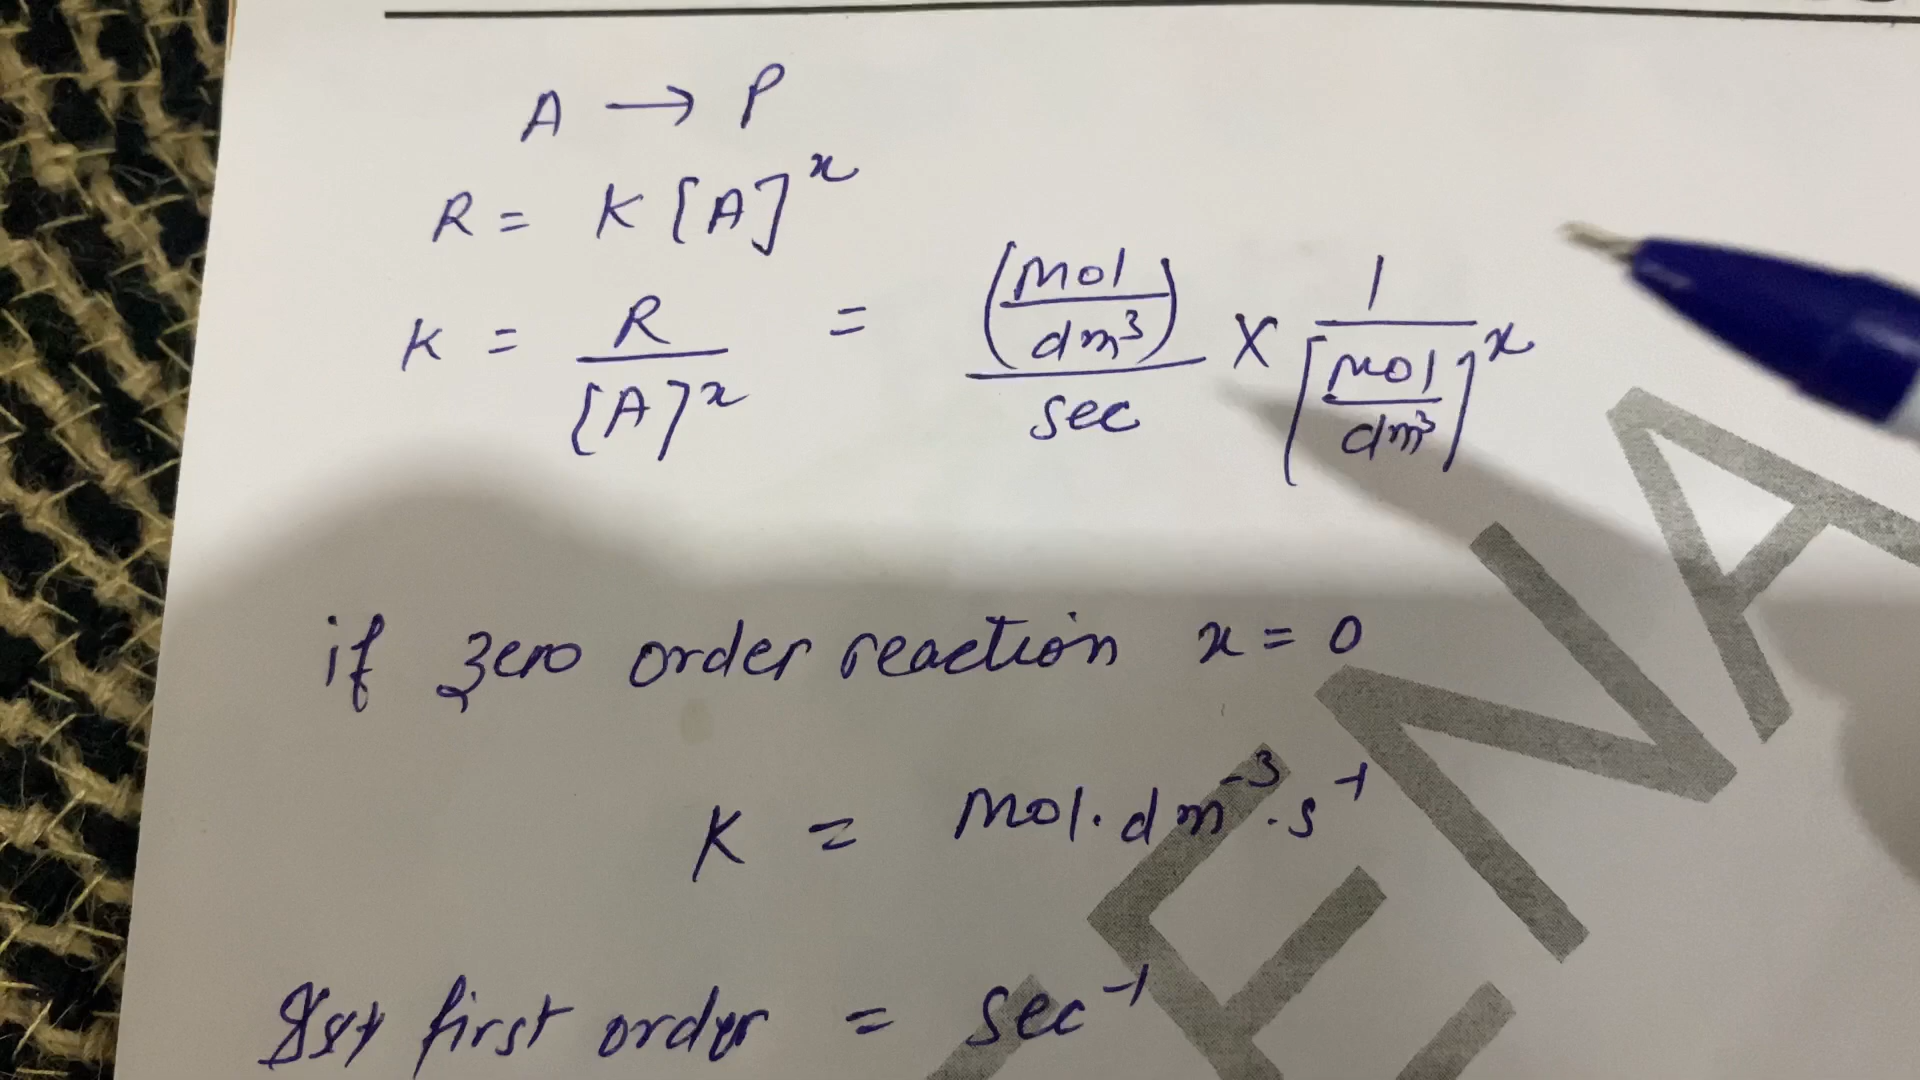 A → P
R = K [A]^x
K = R / [A]^x = (mol / dm³) / sec × 1 / [mol / dm³]^x
if zero order reaction x = 0
K = mol. dm⁻³ . s⁻¹
first order = sec⁻¹
ENA